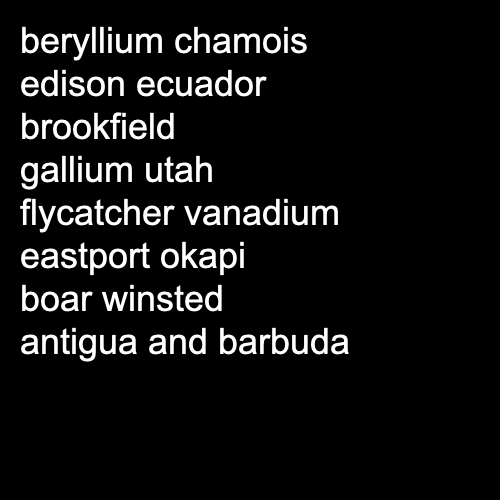 beryllium chamois
edison ecuador
brookfield
gallium utah
flycatcher vanadium
eastport okapi
boar winsted
antigua and barbuda